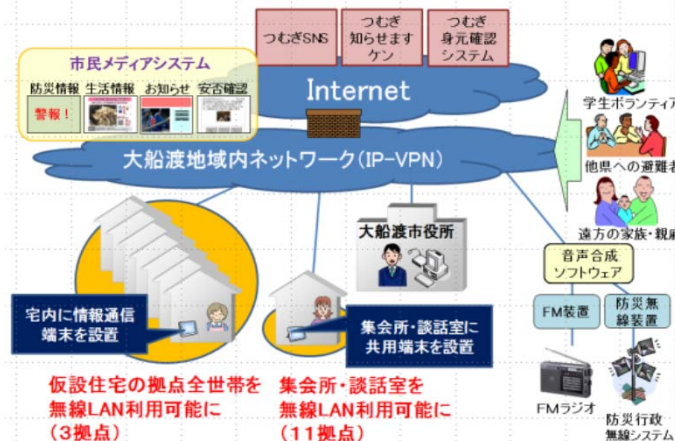 つむぎSNS
つむぎ
知らせます
ケン
つむぎ
身元確認
システム
市民メディアシステム
防災情報 生活情報 お知らせ 安否確認
警報！
Internet
大船渡地域内ネットワーク(IP-VPN)
学生ボランティア
他県への避難者
遠方の家族・親戚
大船渡市役所
音声合成
ソフトウェア
宅内に情報通信
端末を設置
集会所・談話室に
共用端末を設置
FM装置
防災無
線装置
仮設住宅の拠点全世帯を
無線LAN利用可能に
(3拠点)
集会所・談話室を
無線LAN利用可能に
(11拠点)
FMラジオ
防災行政
無線システム